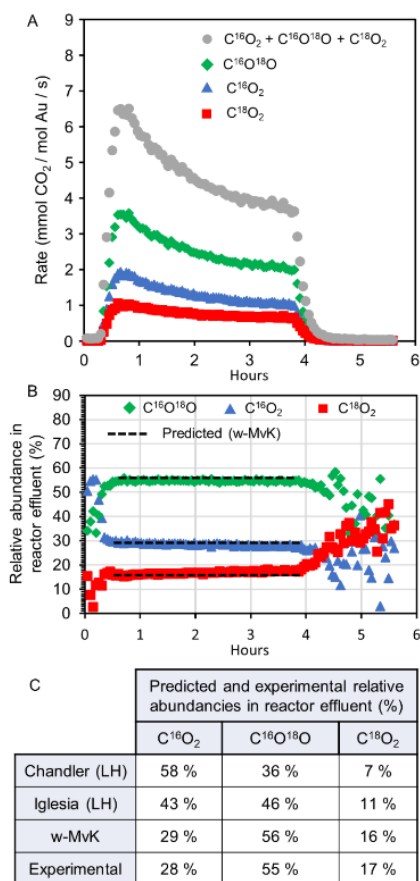 A
C¹⁶O₂ + C¹⁶O¹⁸O + C¹⁸O₂
C¹⁶O¹⁸O
C¹⁶O₂
C¹⁸O₂
Rate (mmol CO₂ / mol Au / s)
8
7
6
5
4
3
2
1
0
0 1 2 3 4 5 6
Hours
B
C¹⁶O¹⁸O C¹⁶O₂ C¹⁸O₂
Predicted (w-MvK)
Relative abundance in
reactor effluent (%)
90
80
70
60
50
40
30
20
10
0
0 1 2 3 4 5 6
Hours
C
Predicted and experimental relative
abundancies in reactor effluent (%)
C¹⁶O₂ C¹⁶O¹⁸O C¹⁸O₂
Chandler (LH) 58 % 36 % 7 %
Iglesia (LH) 43 % 46 % 11 %
w-MvK 29 % 56 % 16 %
Experimental 28 % 55 % 17 %